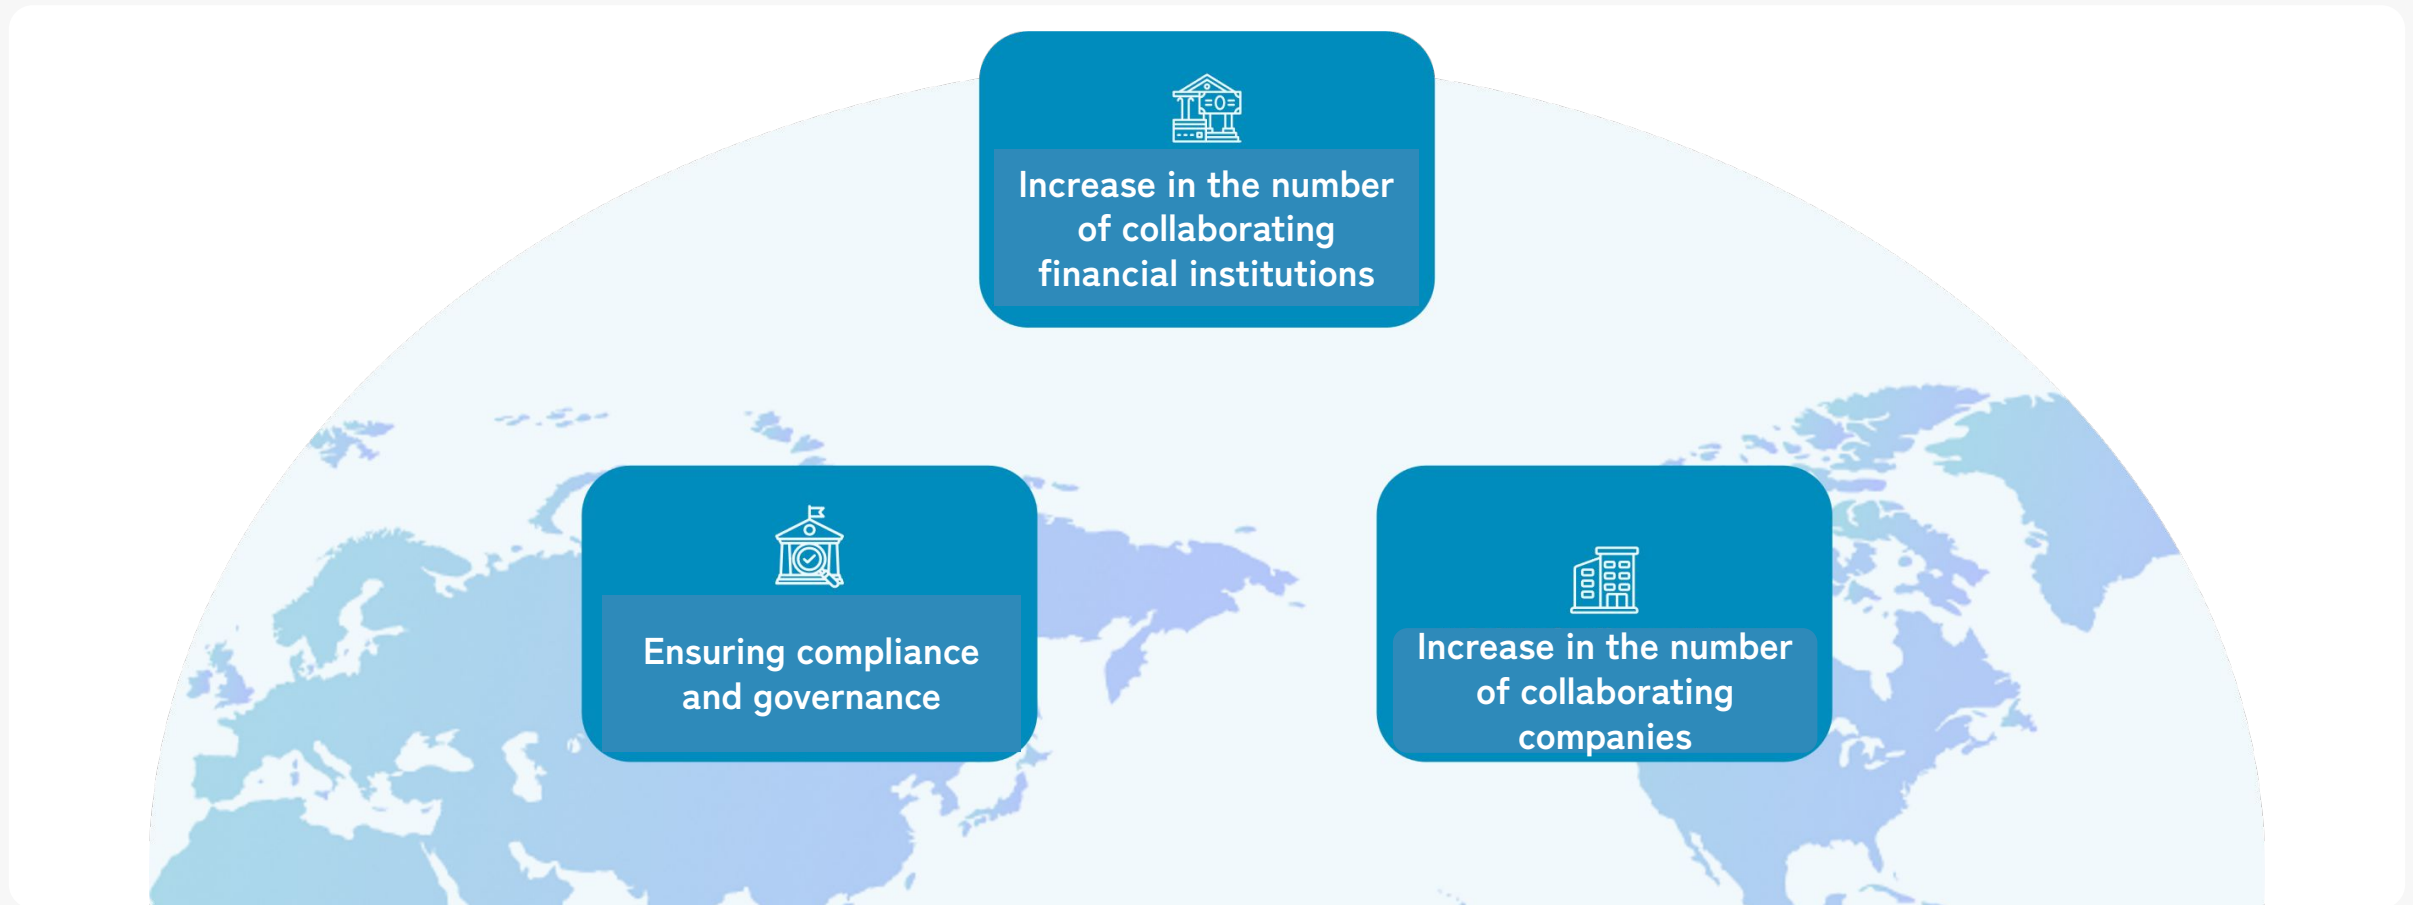 Increase in the number
of collaborating
financial institutions
Ensuring compliance
and governance
Increase in the number
of collaborating
companies